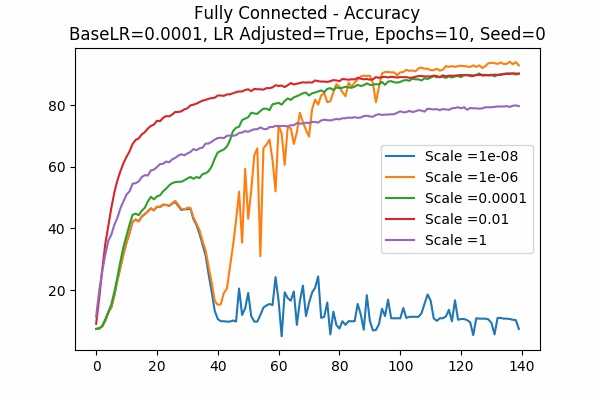 Fully Connected - Accuracy
BaseLR=0.0001, LR Adjusted=True, Epochs=10, Seed=0
80
60
40
20
Scale =1e-08
Scale =1e-06
Scale =0.0001
Scale =0.01
Scale =1
0 20 40 60 80 100 120 140